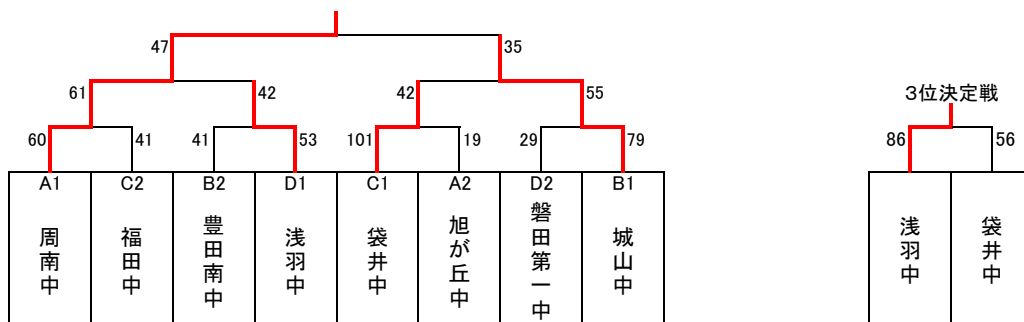 47 35
61 42 42 55
３位決定戦
60 41 41 53 101 19 29 79
86 56
A1 C2 B2 D1 C1 A2 D2 B1
周南中
福田中
豊田南中
浅羽中
袋井中
旭が丘中
磐田第一中
城山中
浅羽中
袋井中